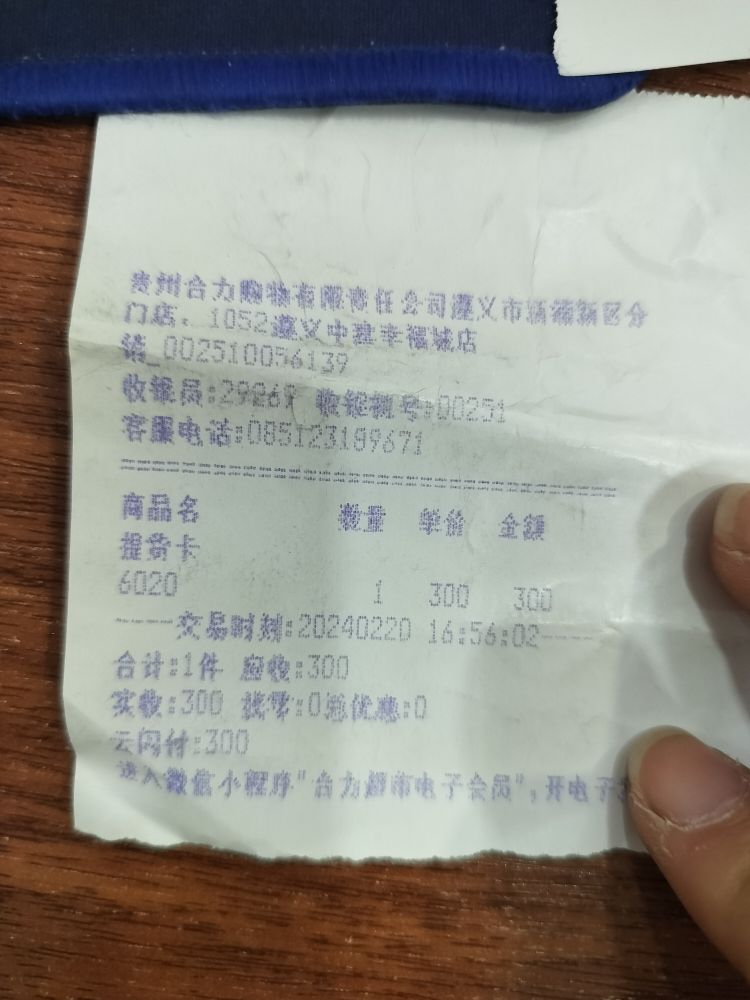 贵州合力购物有限责任公司遵义市新蒲新区分
门店: 1052遵义中建幸福城店
销_002510056139
收银员:29269 收银机号:00251
客服电话:085123189671
商品名 数量 单价 金额
提货卡
6020 1 300 300
交易时刻:20240220 16:56:02
合计:1件 应收:300
实收:300 找零:0总优惠:0
云闪付:300
进入微信小程序"合力超市电子会员",开电子